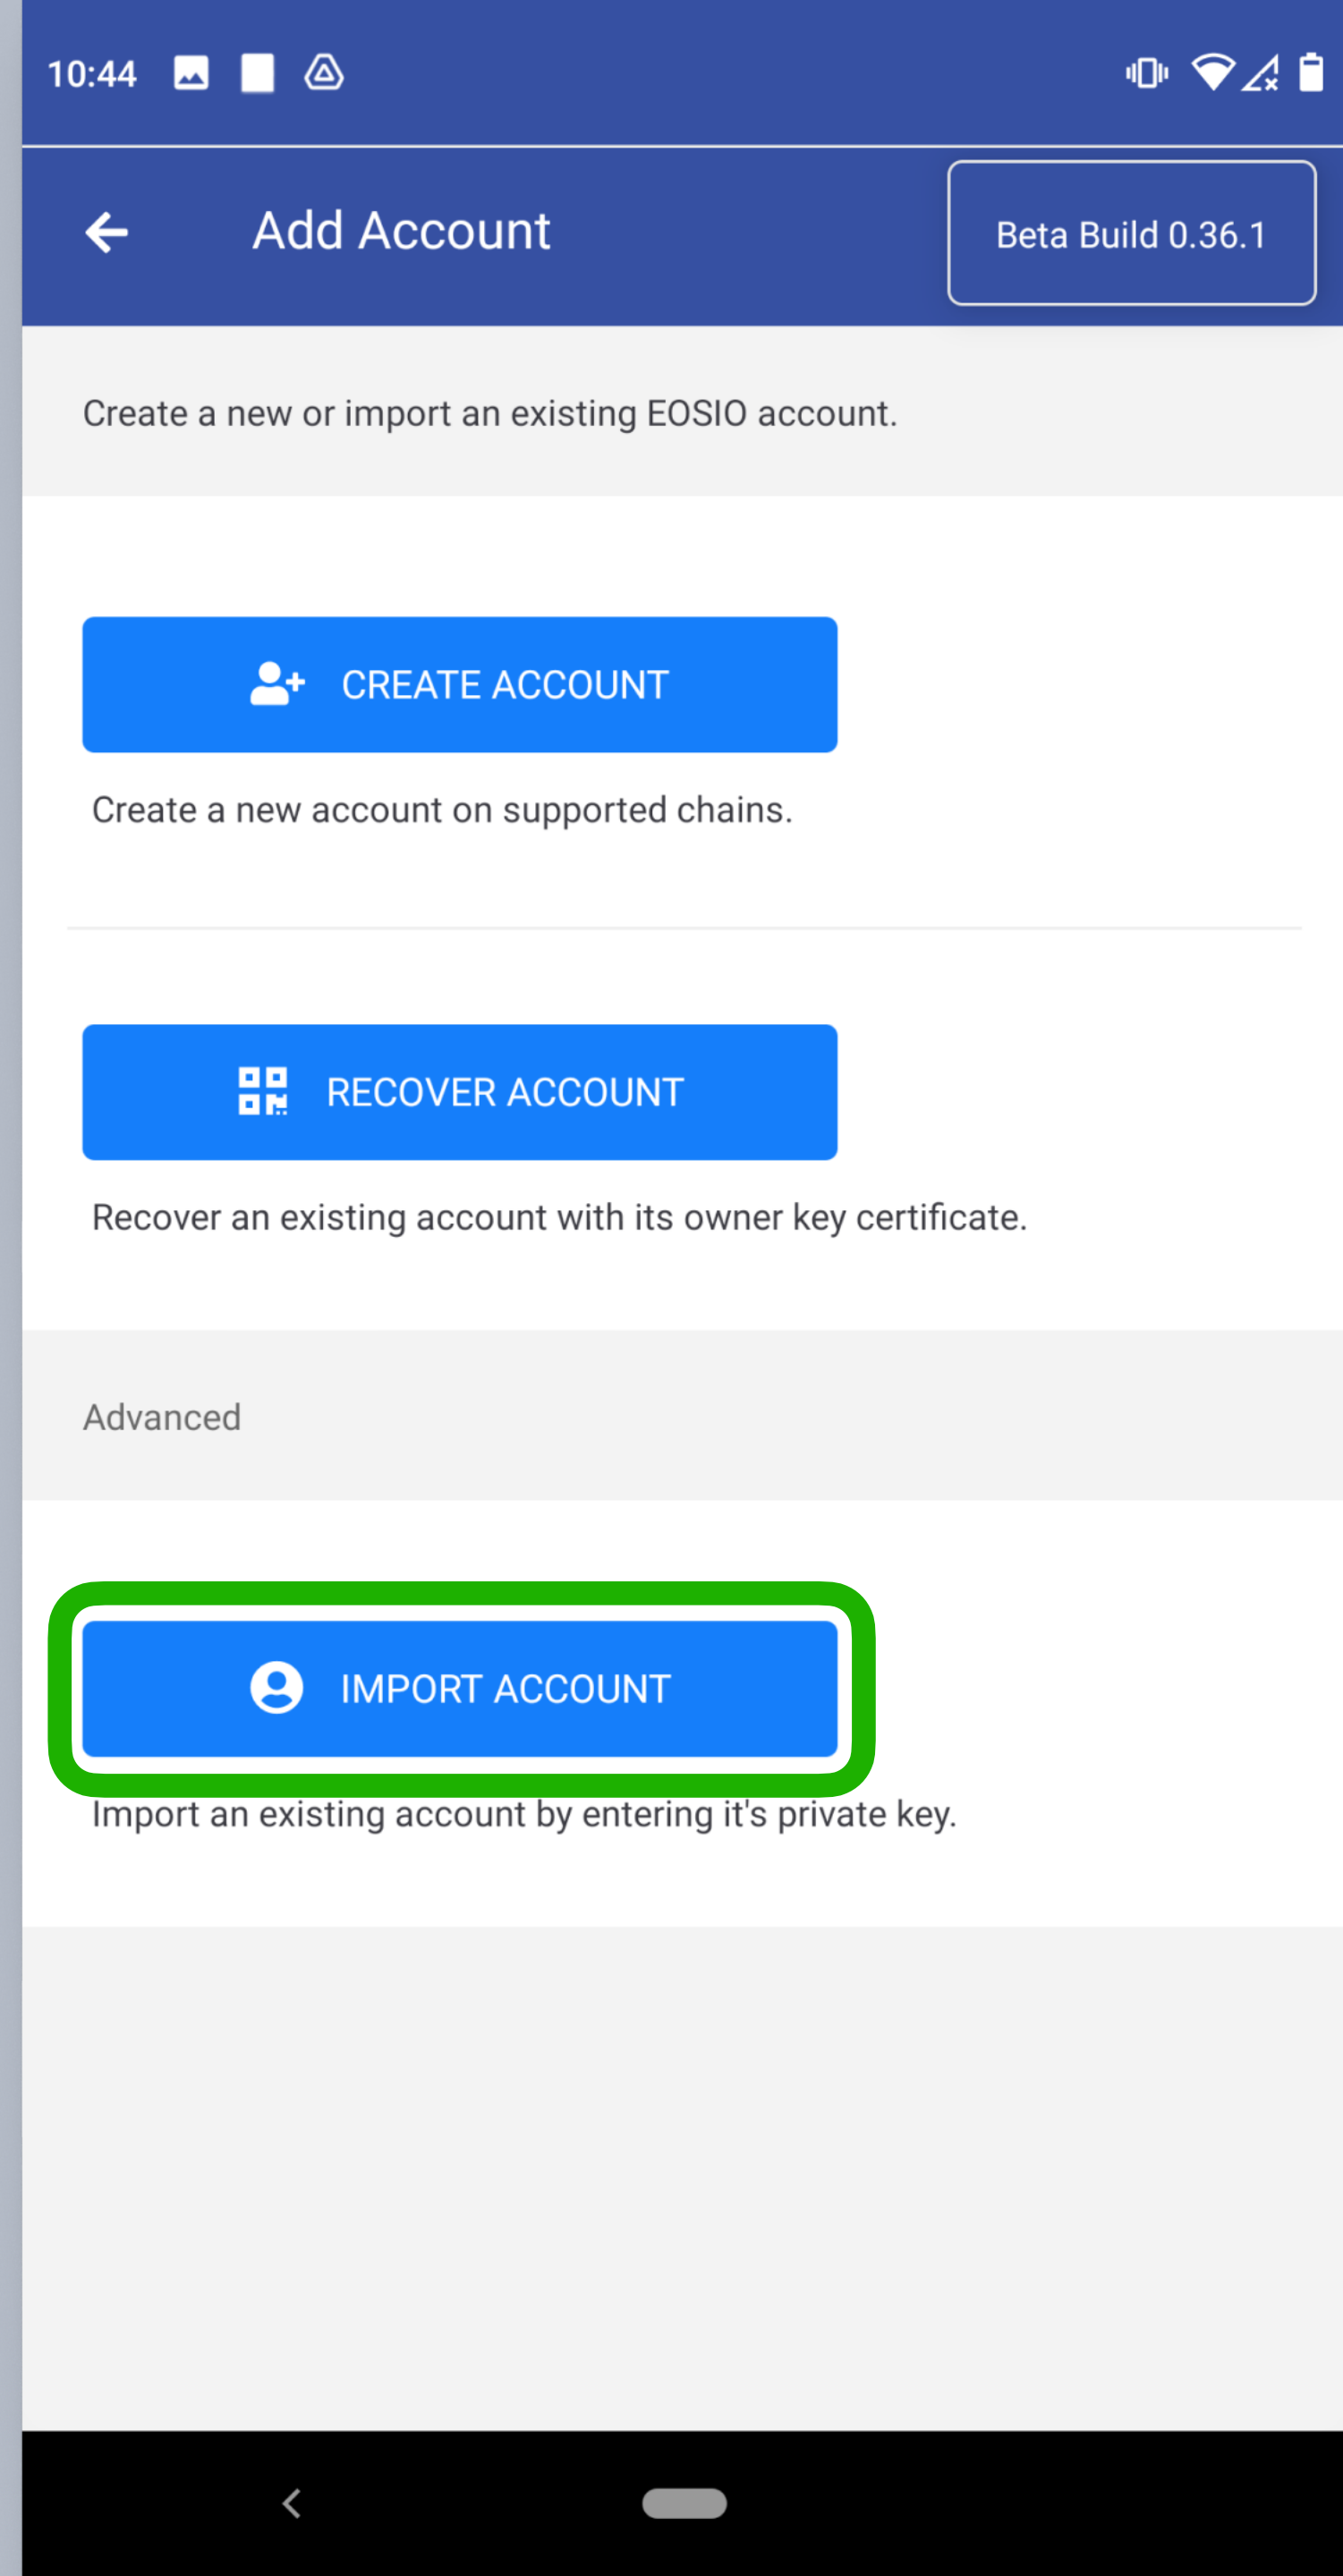 10:44
Add Account
Beta Build 0.36.1
Create a new or import an existing EOSIO account.
CREATE ACCOUNT
Create a new account on supported chains.
RECOVER ACCOUNT
Recover an existing account with its owner key certificate.
Advanced
IMPORT ACCOUNT
Import an existing account by entering it's private key.